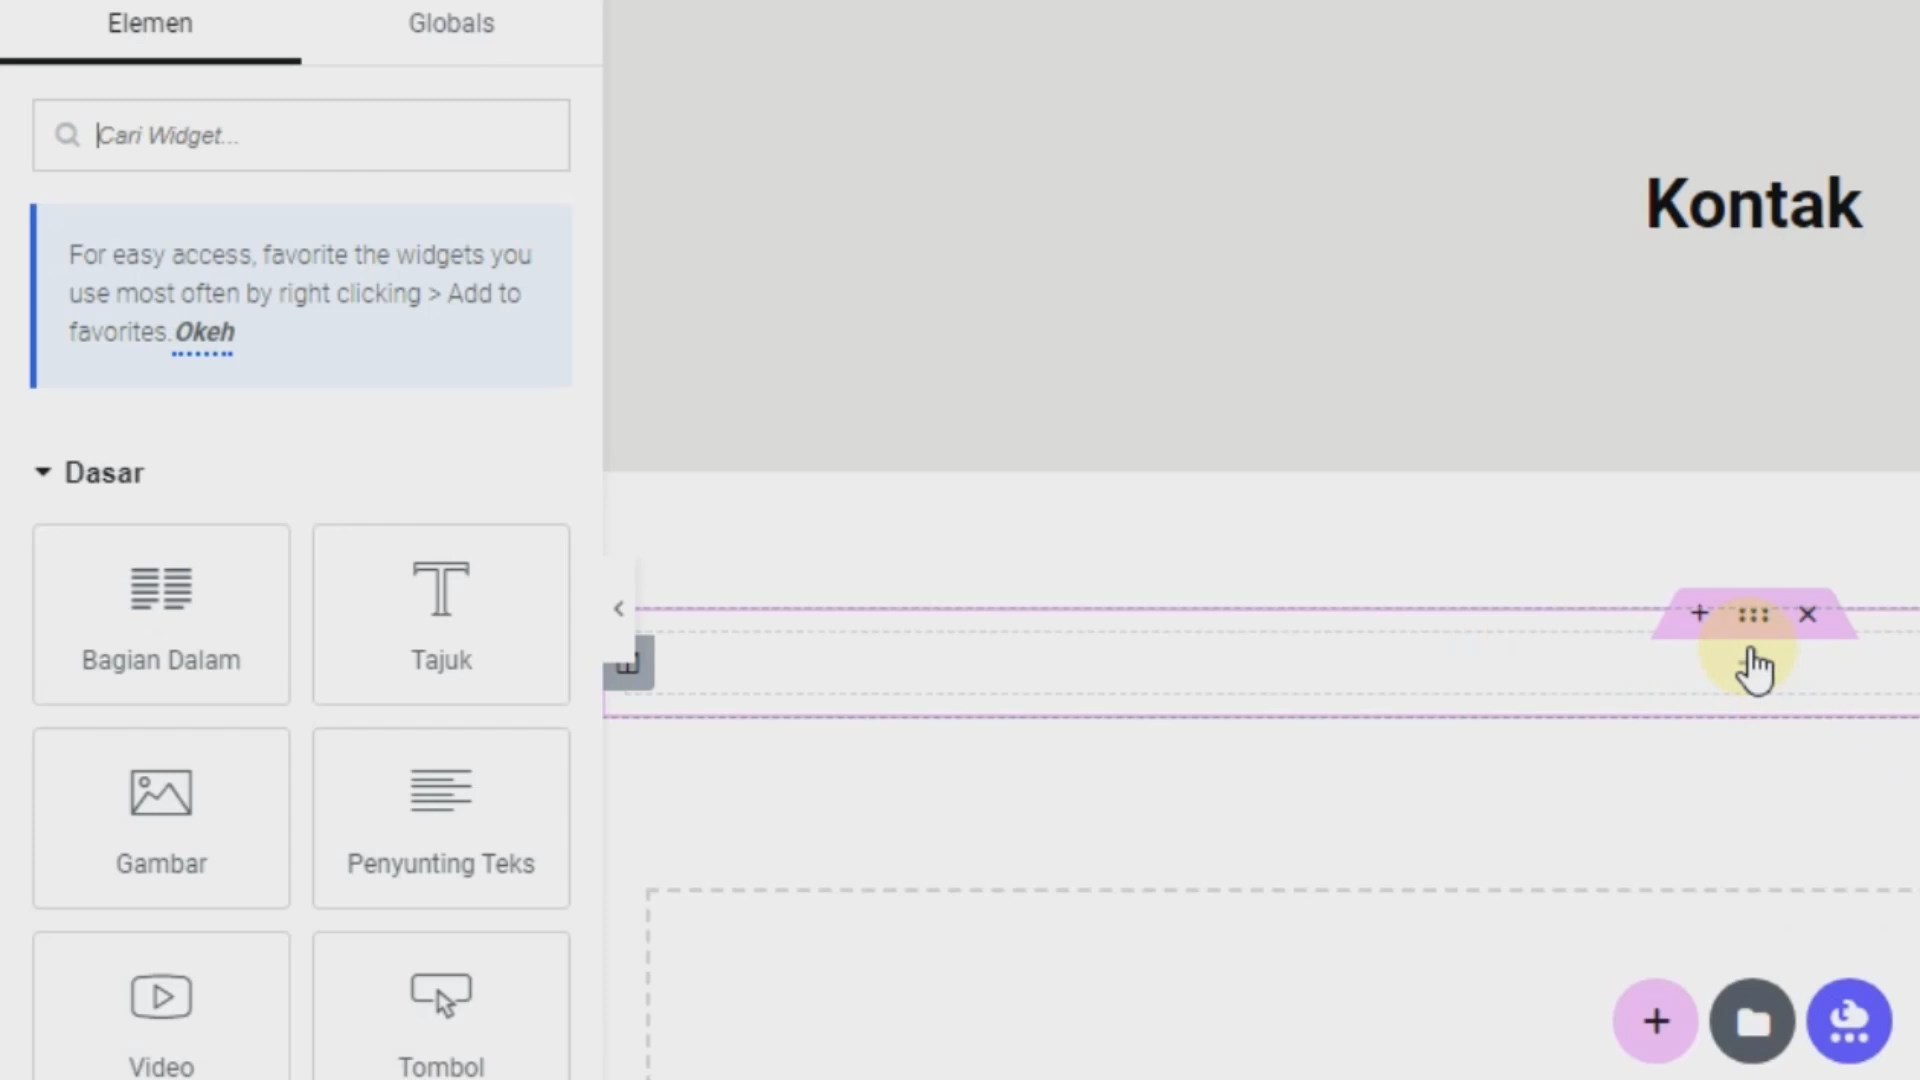 Elemen
Globals
Cari Widget...
For easy access, favorite the widgets you
use most often by right clicking > Add to
favorites. Okeh
Dasar
Bagian Dalam
Tajuk
Gambar
Penyunting Teks
Video
Tombol
Kontak